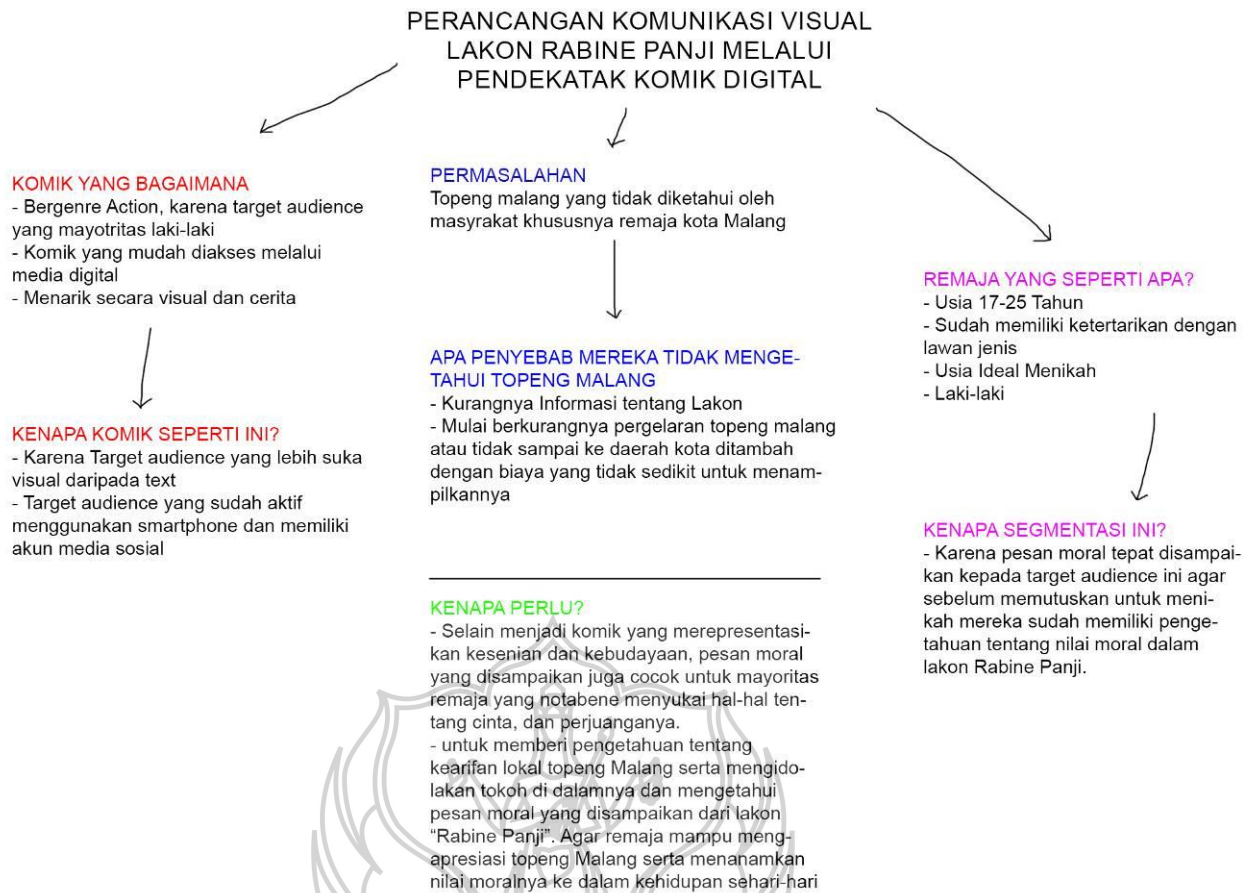 PERANCANGAN KOMUNIKASI VISUAL
LAKON RABINE PANJI MELALUI
PENDEKATAK KOMIK DIGITAL
KOMIK YANG BAGAIMANA
- Bergenre Action, karena target audience
yang mayotritas laki-laki
- Komik yang mudah diakses melalui
media digital
- Menarik secara visual dan cerita
KENAPA KOMIK SEPERTI INI?
- Karena Target audience yang lebih suka
visual daripada text
- Target audience yang sudah aktif
menggunakan smartphone dan memiliki
akun media sosial
PERMASALAHAN
Topeng malang yang tidak diketahui oleh
masyrakat khususnya remaja kota Malang
APA PENYEBAB MEREKA TIDAK MENGE-
TAHUI TOPENG MALANG
- Kurangnya Informasi tentang Lakon
- Mulai berkurangnya pergelaran topeng malang
atau tidak sampai ke daerah kota ditambah
dengan biaya yang tidak sedikit untuk menam-
pilkannya
KENAPA PERLU?
- Selain menjadi komik yang merepresentasi-
kan kesenian dan kebudayaan, pesan moral
yang disampaikan juga cocok untuk mayoritas
remaja yang notabene menyukai hal-hal ten-
tang cinta, dan perjuanganya.
- untuk memberi pengetahuan tentang
kearifan lokal topeng Malang serta mengido-
lakan tokoh di dalamnya dan mengetahui
pesan moral yang disampaikan dari lakon
“Rabine Panji”. Agar remaja mampu meng-
apresiasi topeng Malang serta menanamkan
nilai moralnya ke dalam kehidupan sehari-hari
REMAJA YANG SEPERTI APA?
- Usia 17-25 Tahun
- Sudah memiliki ketertarikan dengan
lawan jenis
- Usia Ideal Menikah
- Laki-laki
KENAPA SEGMENTASI INI?
- Karena pesan moral tepat disampai-
kan kepada target audience ini agar
sebelum memutuskan untuk meni-
kah mereka sudah memiliki penge-
tahuan tentang nilai moral dalam
lakon Rabine Panji.